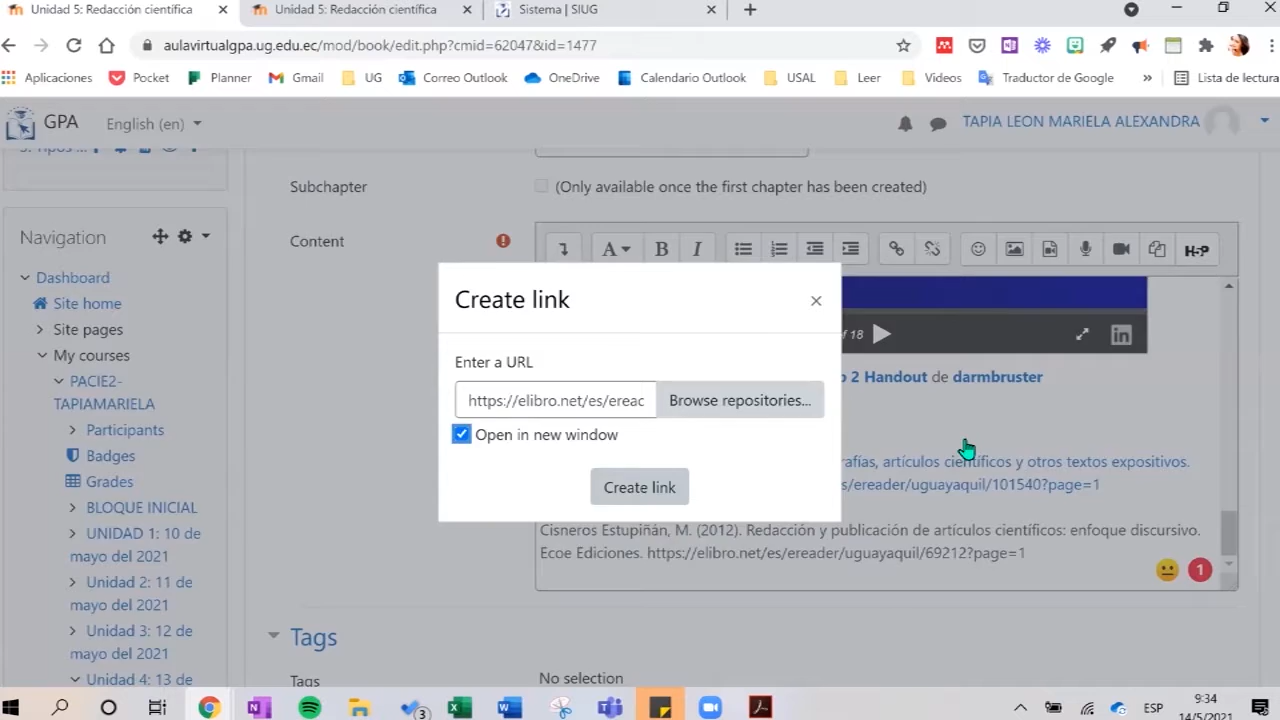 Unidad 5: Redacción científica
Unidad 5: Redacción científica
Sistema | SIUG
aulavirtualgpa.ug.edu.ec/mod/book/edit.php?cmid=62047&id=1477
Aplicaciones Pocket Planner Gmail UG Correo Outlook OneDrive Calendario Outlook USAL Leer Videos Traductor de Google » Lista de lectura
GPA English (en) TAPIA LEON MARIELA ALEXANDRA
Subchapter (Only available once the first chapter has been created)
Navigation
Dashboard
Site home
Site pages
My courses
PACIE2-
TAPIAMARIELA
Participants
Badges
Grades
BLOQUE INICIAL
UNIDAD 1: 10 de
mayo del 2021
Unidad 2: 11 de
mayo del 2021
Unidad 3: 12 de
mayo del 2021
Unidad 4: 13 de
Content
A B I H-P
Create link
Enter a URL
https://elibro.net/es/ereac Browse repositories...
Open in new window
Create link
of 18 in
2 Handout de darmbruster
artículos científicos y otros textos expositivos.
/ereader/uguayaquil/101540?page=1
Cisneros Estupiñán, M. (2012). Redacción y publicación de artículos científicos: enfoque discursivo.
Ecoe Ediciones. https://elibro.net/es/ereader/uguayaquil/69212?page=1
1
Tags
Tags No selection
3
ESP
9:34
14/5/2021